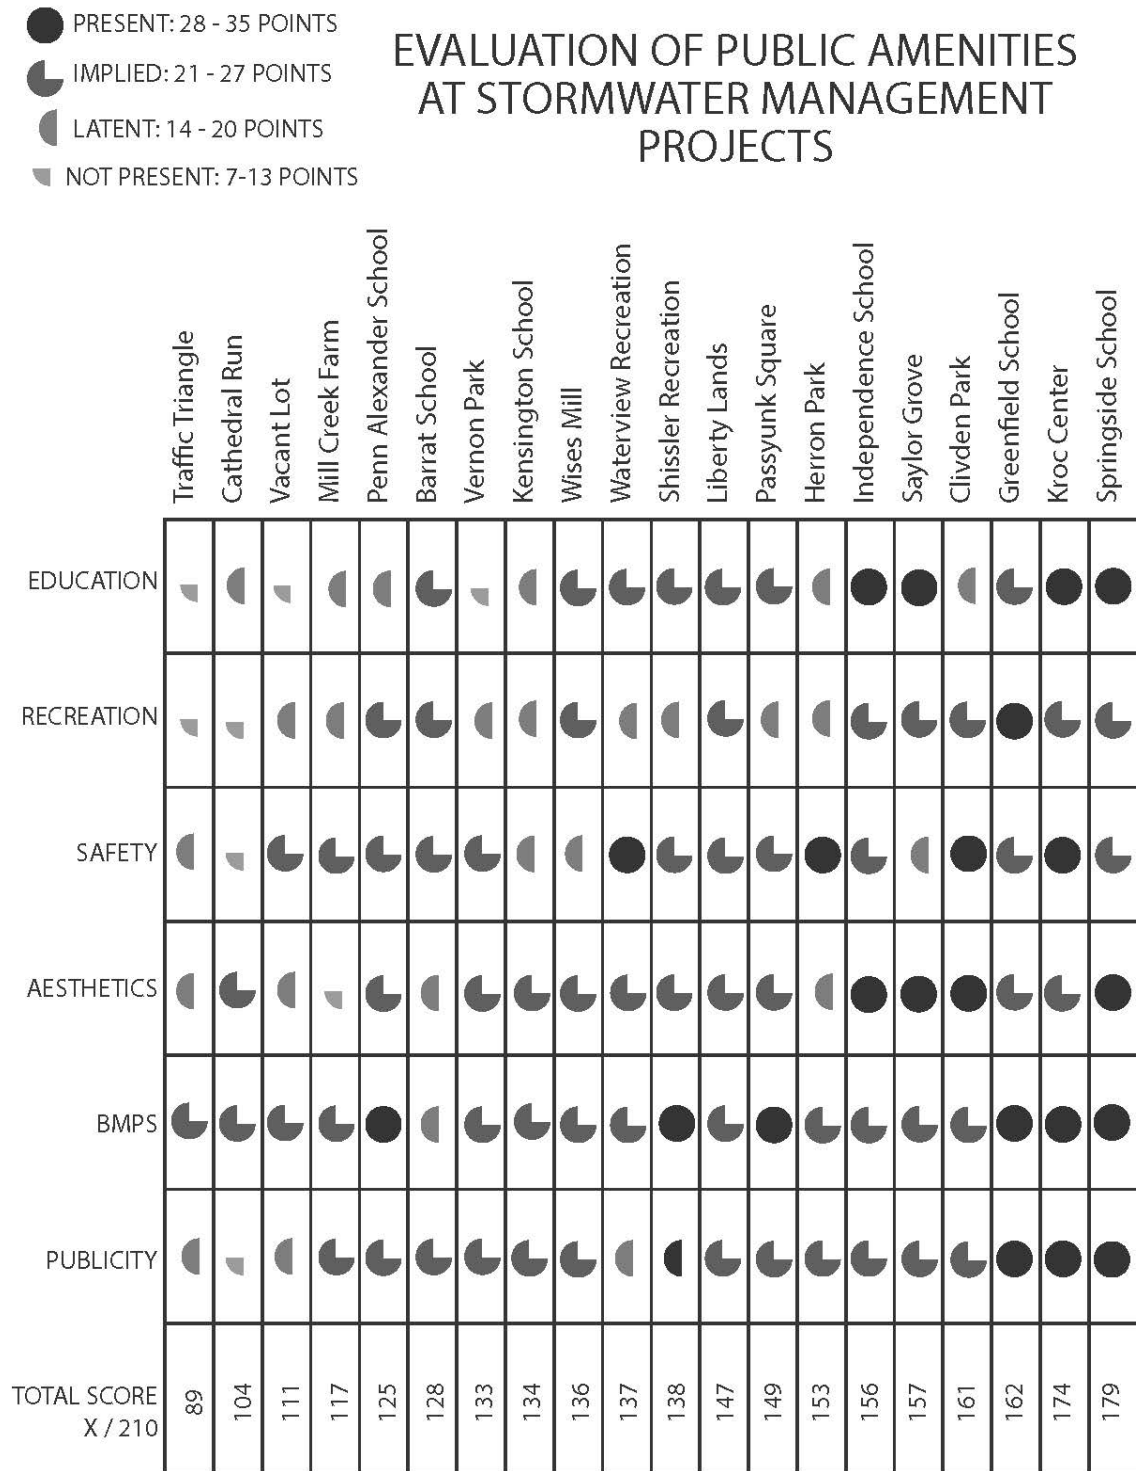 PRESENT: 28 - 35 POINTS
IMPLIED: 21 - 27 POINTS
LATENT: 14 - 20 POINTS
NOT PRESENT: 7-13 POINTS
EVALUATION OF PUBLIC AMENITIES
AT STORMWATER MANAGEMENT
PROJECTS
Traffic Triangle
Cathedral Run
Vacant Lot
Mill Creek Farm
Penn Alexander School
Barrat School
Vernon Park
Kensington School
Wises Mill
Waterview Recreation
Shissler Recreation
Liberty Lands
Passyunk Square
Herron Park
Independence School
Saylor Grove
Clivden Park
Greenfield School
Kroc Center
Springside School
EDUCATION
RECREATION
SAFETY
AESTHETICS
BMPS
PUBLICITY
TOTAL SCORE
X / 210
89
104
111
117
125
128
133
134
136
137
138
147
149
153
156
157
161
162
174
179